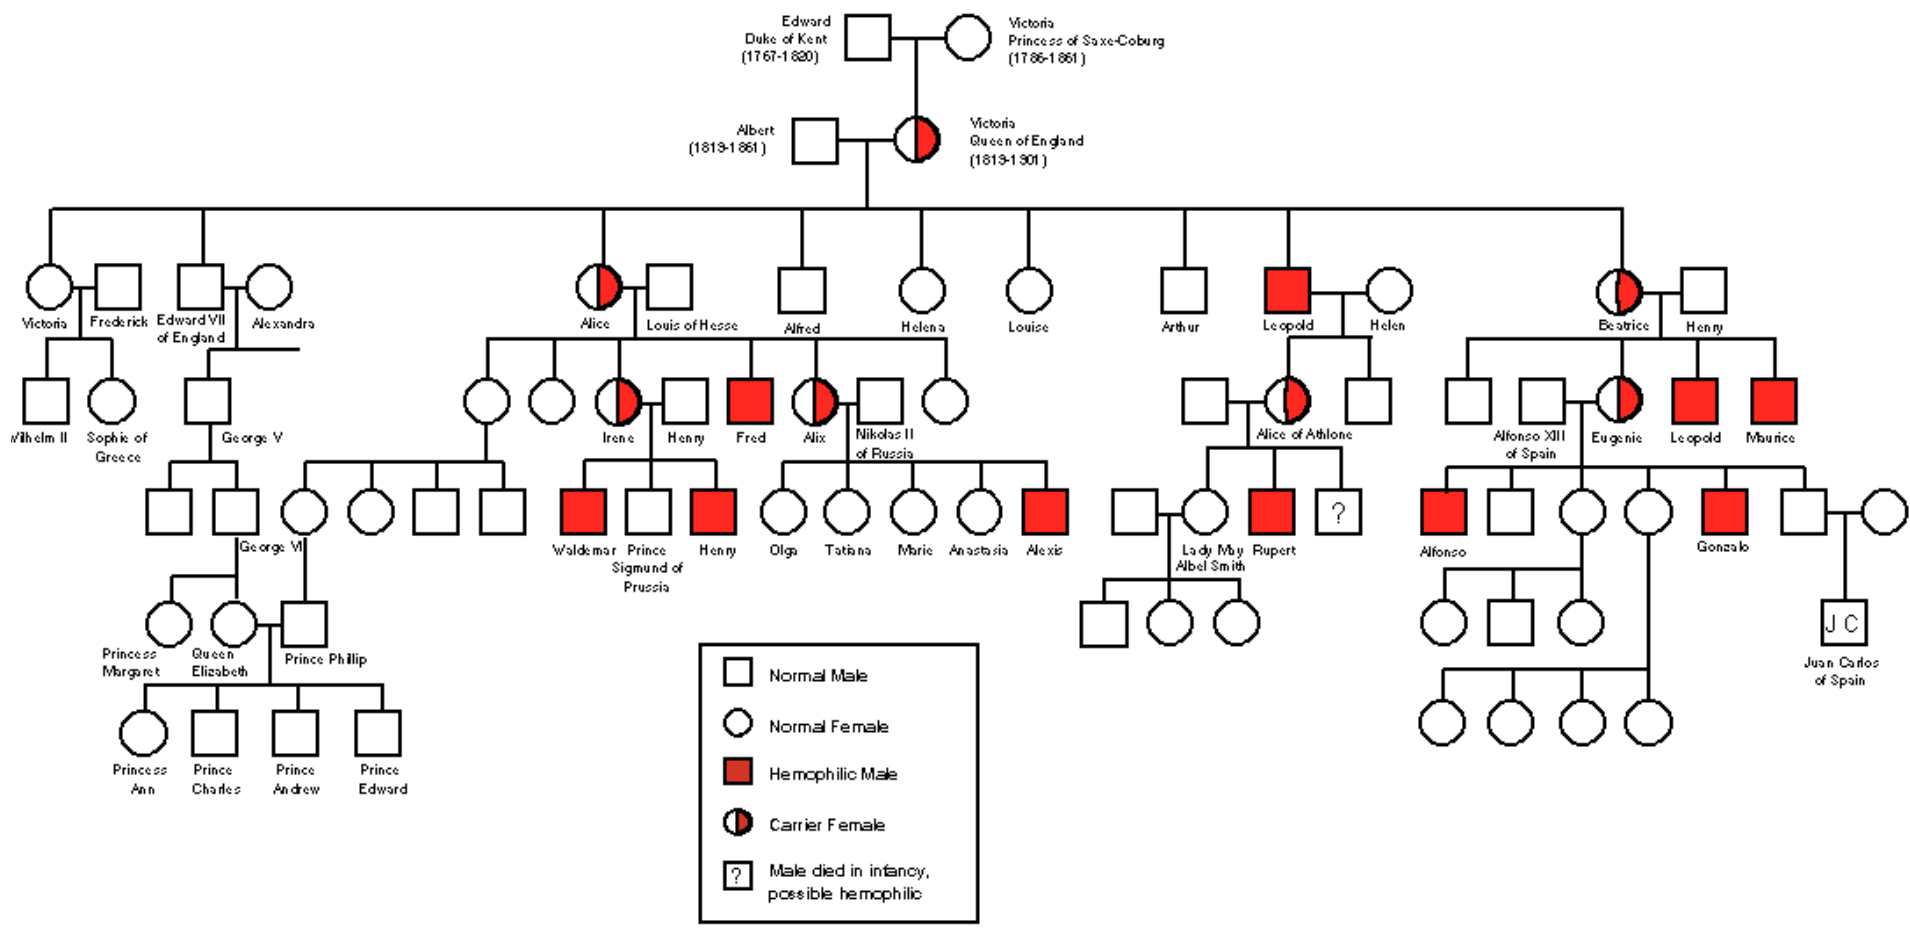 Edward
Duke of Kent
(1767-1820)
Victoria
Princess of Saxe-Coburg
(1786-1861)
Albert
(1819-1861)
Victoria
Queen of England
(1819-1901)
Victoria
Frederick
Edward VII
of England
Alexandra
Alice
Louis of Hesse
Alfred
Helena
Louise
Arthur
Leopold
Helen
Beatrice
Henry
Wilhelm II
Sophie of
Greece
George V
Irene
Henry
Fred
Alix
Nikolas II
of Russia
Alice of Athlone
Alfonso XIII
of Spain
Eugenie
Leopold
Maurice
George VI
Waldemar
Prince
Sigmund of
Prussia
Henry
Olga
Tatiana
Marie
Anastasia
Alexis
Lady May
Abel Smith
Rupert
?
Alfonso
Gonzalo
Princess
Margaret
Queen
Elizabeth
Prince Phillip
J C
Juan Carlos
of Spain
Princess
Ann
Prince
Charles
Prince
Andrew
Prince
Edward
Normal Male
Normal Female
Hemophilic Male
Carrier Female
?
Male died in infancy,
possible hemophilic